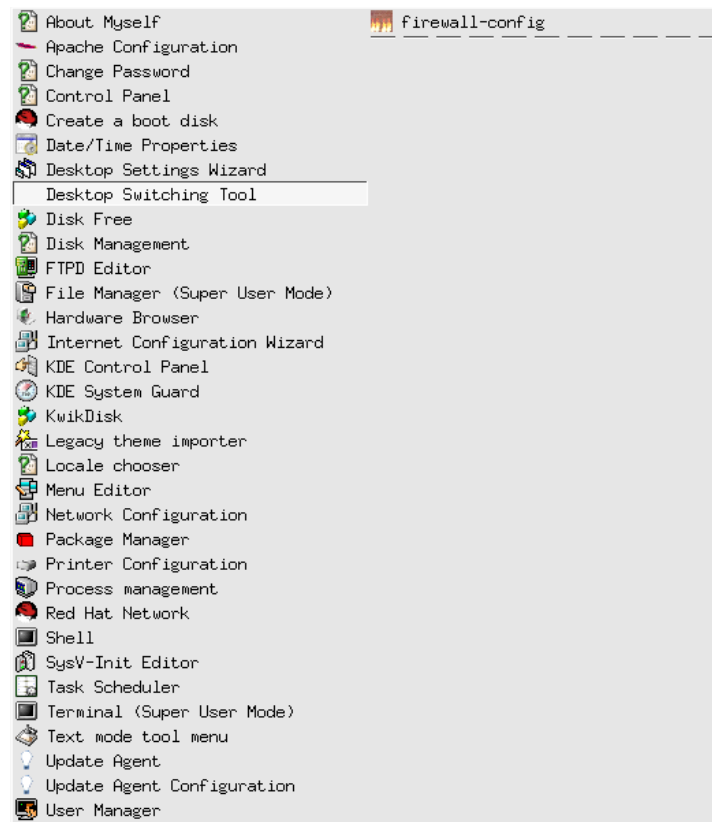 About Myself
Apache Configuration
Change Password
Control Panel
Create a boot disk
Date/Time Properties
Desktop Settings Wizard
Desktop Switching Tool
Disk Free
Disk Management
FTPD Editor
File Manager (Super User Mode)
Hardware Browser
Internet Configuration Wizard
KDE Control Panel
KDE System Guard
KwikDisk
Legacy theme importer
Locale chooser
Menu Editor
Network Configuration
Package Manager
Printer Configuration
Process management
Red Hat Network
Shell
SysV-Init Editor
Task Scheduler
Terminal (Super User Mode)
Text mode tool menu
Update Agent
Update Agent Configuration
User Manager
firewall-config